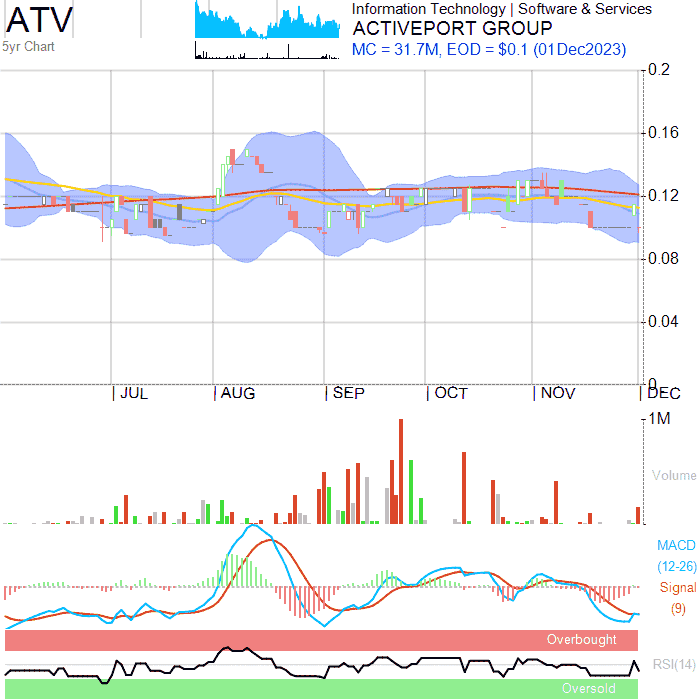 ATV
5yr Chart
Information Technology | Software & Services
ACTIVEPORT GROUP
MC = 31.7M, EOD = $0.1 (01Dec2023)
0.2
0.16
0.12
0.08
0.04
0
JUL AUG SEP OCT NOV DEC
1M
Volume
MACD
(12-26)
Signal
(9)
Overbought
RSI(14)
Oversold